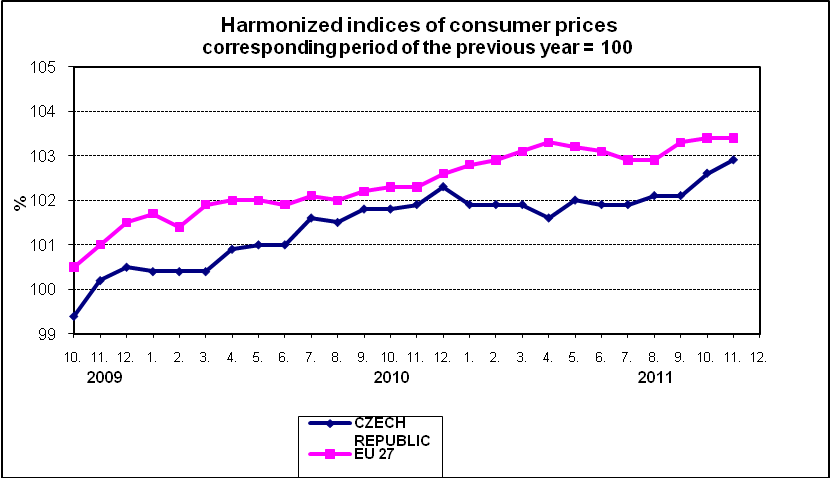 Harmonized indices of consumer prices
corresponding period of the previous year = 100
105
104
103
102
101
100
99
%
10. 11. 12. 1. 2. 3. 4. 5. 6. 7. 8. 9. 10. 11. 12. 1. 2. 3. 4. 5. 6. 7. 8. 9. 10. 11. 12.
2009 2010 2011
CZECH
REPUBLIC
EU 27